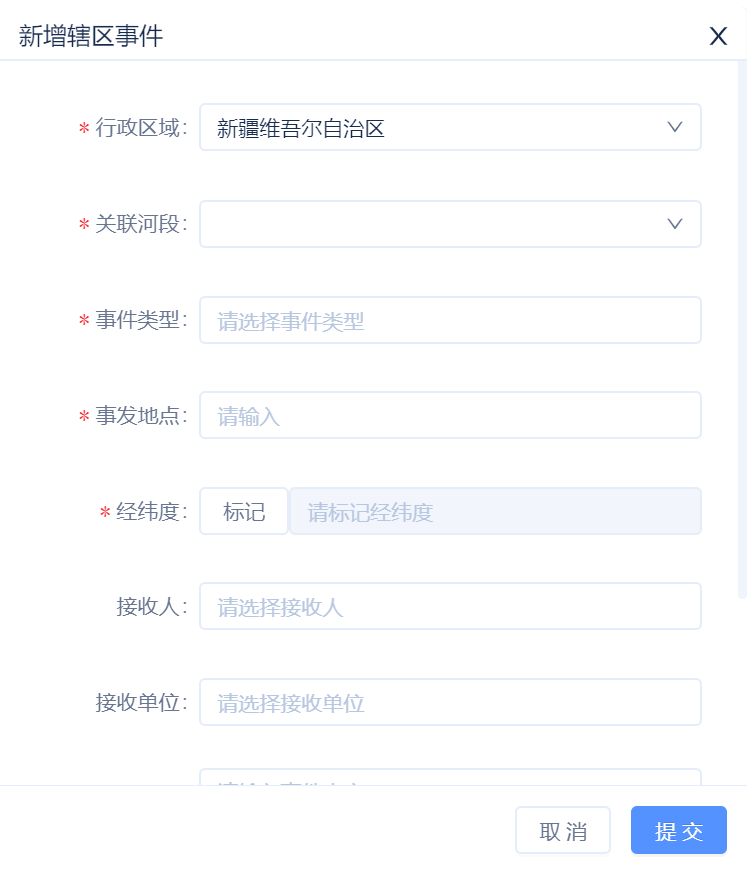 新增辖区事件 X
* 行政区域: 新疆维吾尔自治区
* 关联河段:
* 事件类型: 请选择事件类型
* 事发地点: 请输入
* 经纬度: 标记 请标记经纬度
接收人: 请选择接收人
接收单位: 请选择接收单位
取 消 提 交